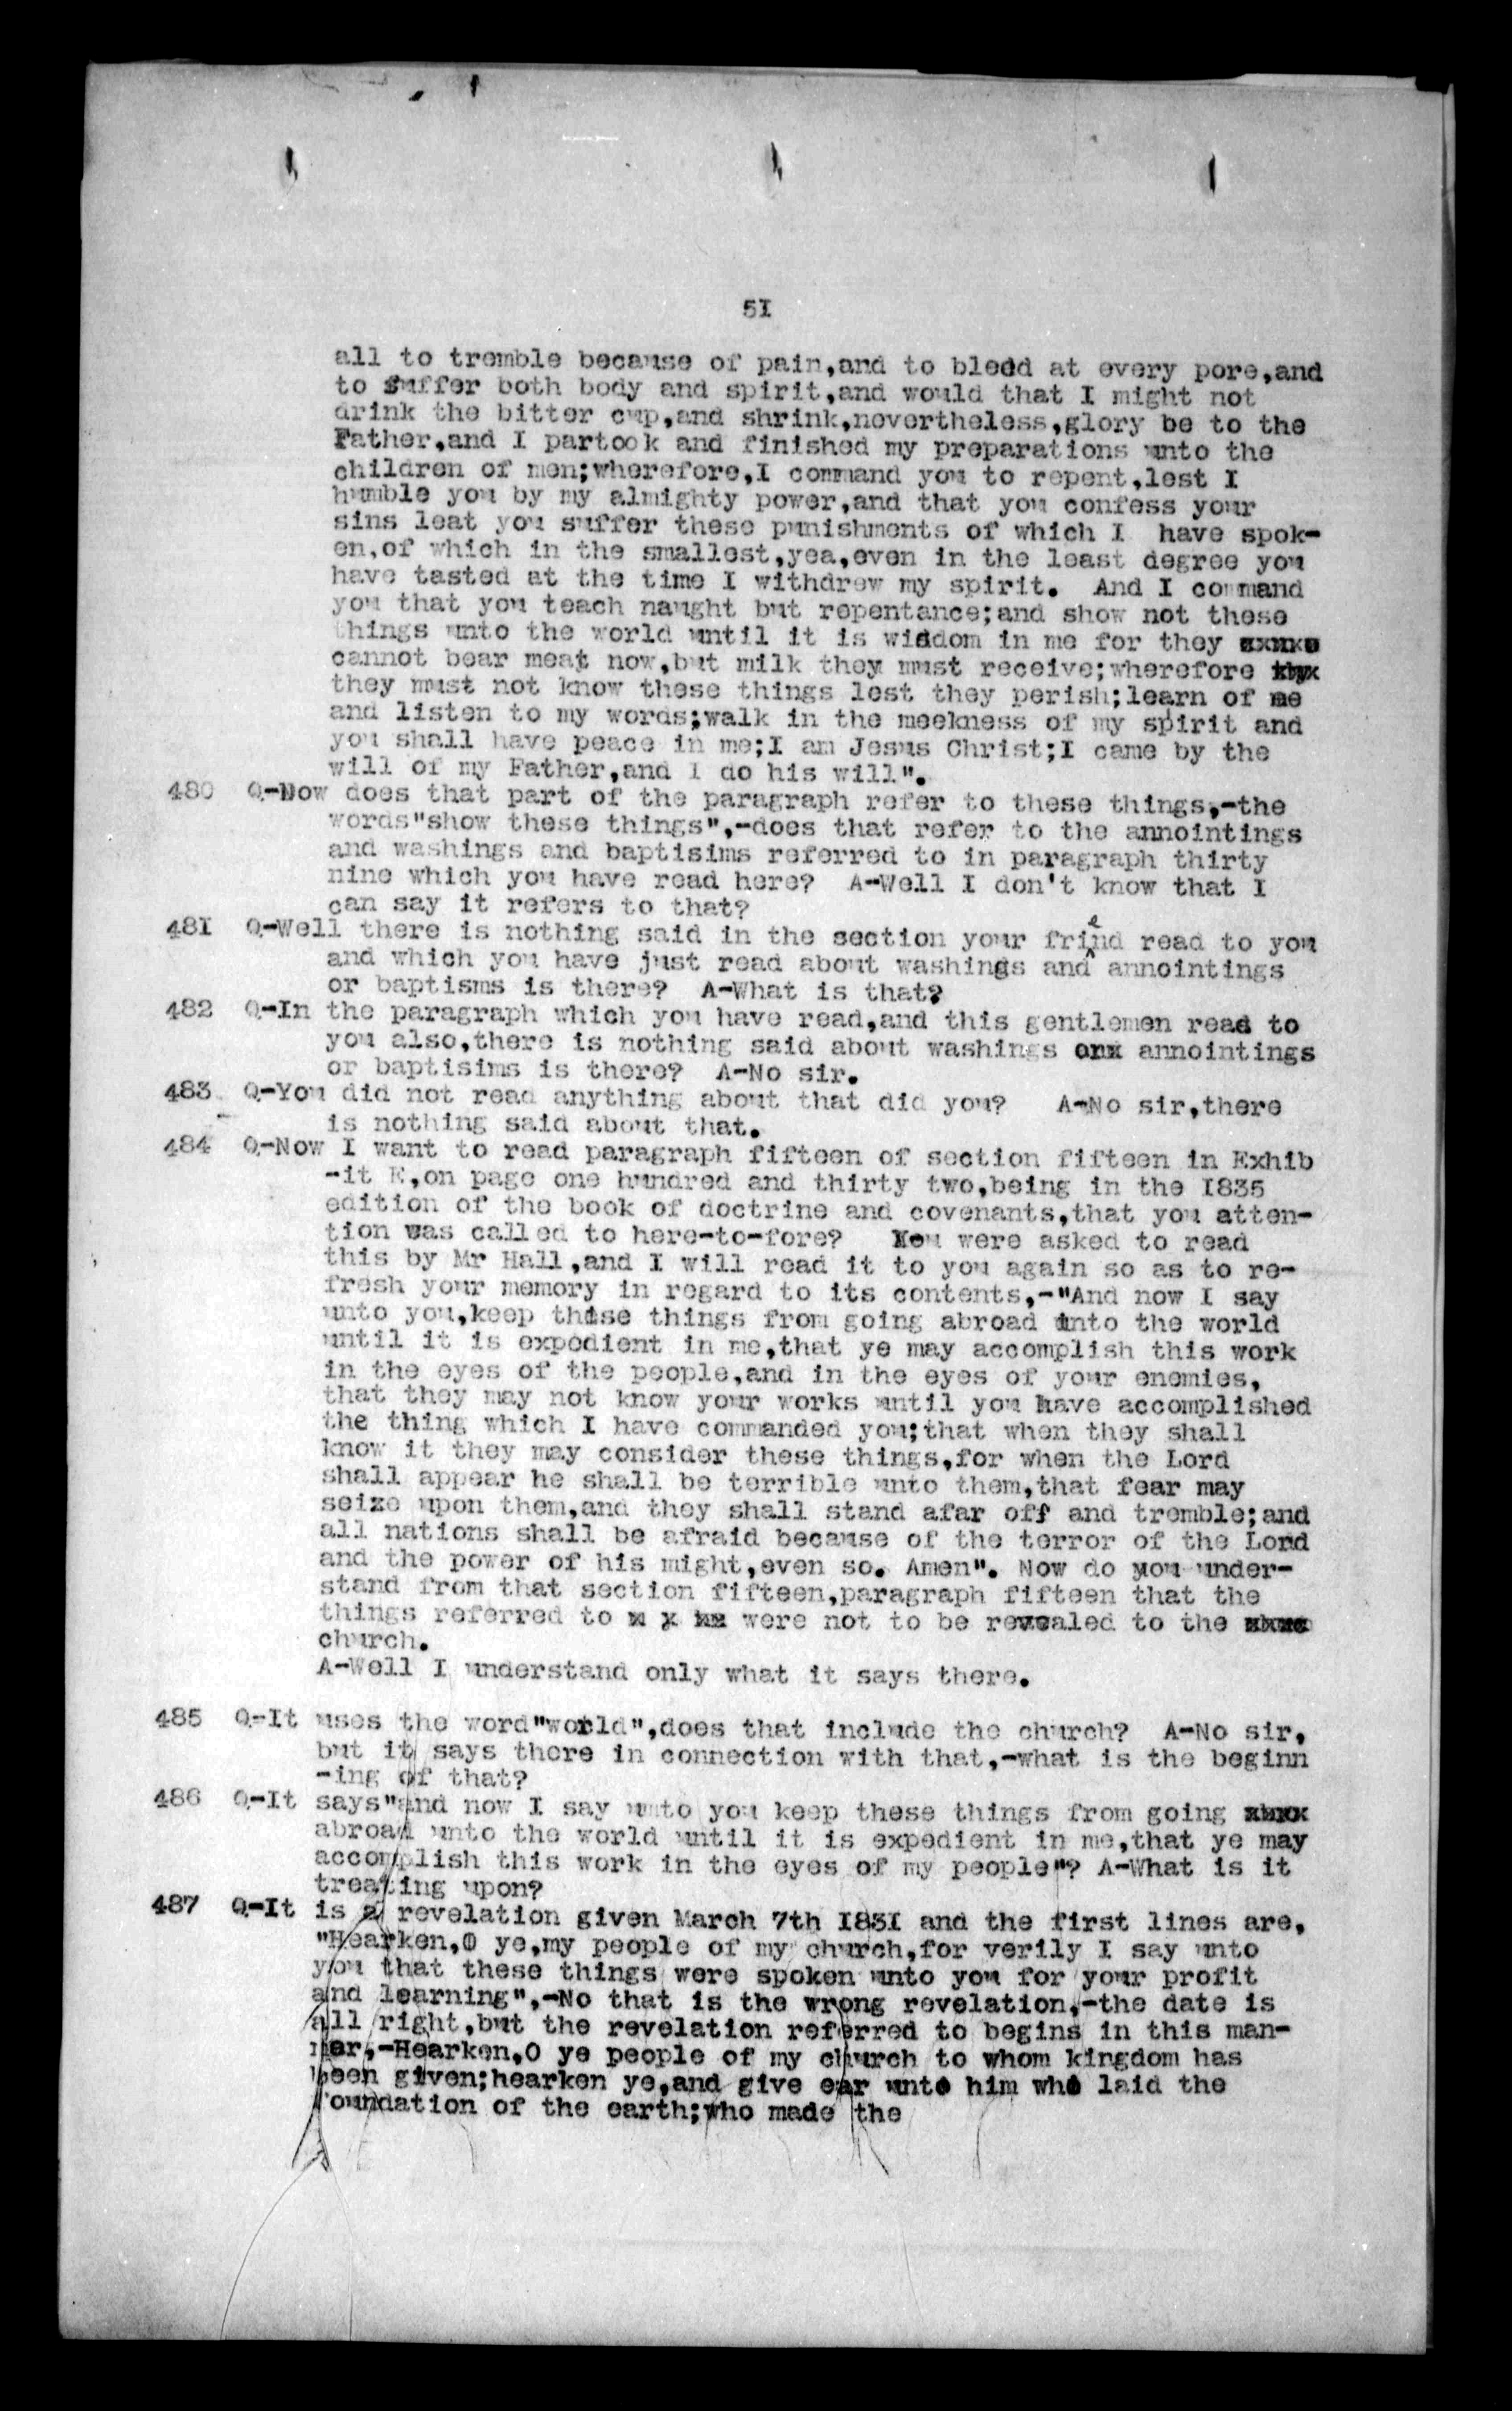 51
all to tremble because of pain,and to bledd at every pore,and
to suffer both body and spirit,and would that I might not
drink the bitter cup,and shrink,nevertheless,glory be to the
Father,and I partook and finished my preparations unto the
children of men;wherefore,I command you to repent,lest I
humble you by my almighty power,and that you confess your
sins leat you suffer these punishments of which I have spok-
en,of which in the smallest,yea,even in the least degree you
have tasted at the time I withdrew my spirit. And I command
you that you teach naught but repentance;and show not these
things unto the world until it is widdom in me for they
cannot bear meat now,but milk they must receive;wherefore
they must not know these things lest they perish;learn of me
and listen to my words;walk in the meekness of my spirit and
you shall have peace in me;I am Jesus Christ;I came by the
will of my Father,and I do his will".
480 Q-Now does that part of the paragraph refer to these things,-the
words"show these things",-does that refer to the annointings
and washings and baptisims referred to in paragraph thirty
nine which you have read here? A-Well I don't know that I
can say it refers to that?
481 Q-Well there is nothing said in the section your friend read to you
and which you have just read about washings and annointings
or baptisms is there? A-What is that?
482 Q-In the paragraph which you have read,and this gentlemen read to
you also,there is nothing said about washings or annointings
or baptisims is there? A-No sir.
483 Q-You did not read anything about that did you? A-No sir,there
is nothing said about that.
484 Q-Now I want to read paragraph fifteen of section fifteen in Exhib
-it E,on page one hundred and thirty two,being in the 1835
edition of the book of doctrine and covenants,that you atten-
tion was called to here-to-fore? You were asked to read
this by Mr Hall,and I will read it to you again so as to re-
fresh your memory in regard to its contents,-"And now I say
unto you,keep these things from going abroad unto the world
until it is expedient in me,that ye may accomplish this work
in the eyes of the people,and in the eyes of your enemies,
that they may not know your works until you have accomplished
the thing which I have commanded you;that when they shall
know it they may consider these things,for when the Lord
shall appear he shall be terrible unto them,that fear may
seize upon them,and they shall stand afar off and tremble;and
all nations shall be afraid because of the terror of the Lord
and the power of his might,even so. Amen". Now do you under-
stand from that section fifteen,paragraph fifteen that the
things referred to were not to be revealed to the
church.
A-Well I understand only what it says there.
485 Q-It uses the word"world",does that include the church? A-No sir,
but it says there in connection with that,-what is the beginn
-ing of that?
486 Q-It says"and now I say unto you keep these things from going
abroad unto the world until it is expedient in me,that ye may
accomplish this work in the eyes of my people"? A-What is it
treating upon?
487 Q-It is a revelation given March 7th 1831 and the first lines are,
"Hearken,O ye,my people of my church,for verily I say unto
you that these things were spoken unto you for your profit
and learning",-No that is the wrong revelation,-the date is
all right,but the revelation referred to begins in this man-
ner,-Hearken,O ye people of my church to whom kingdom has
been given;hearken ye,and give ear unto him who laid the
foundation of the earth;who made the